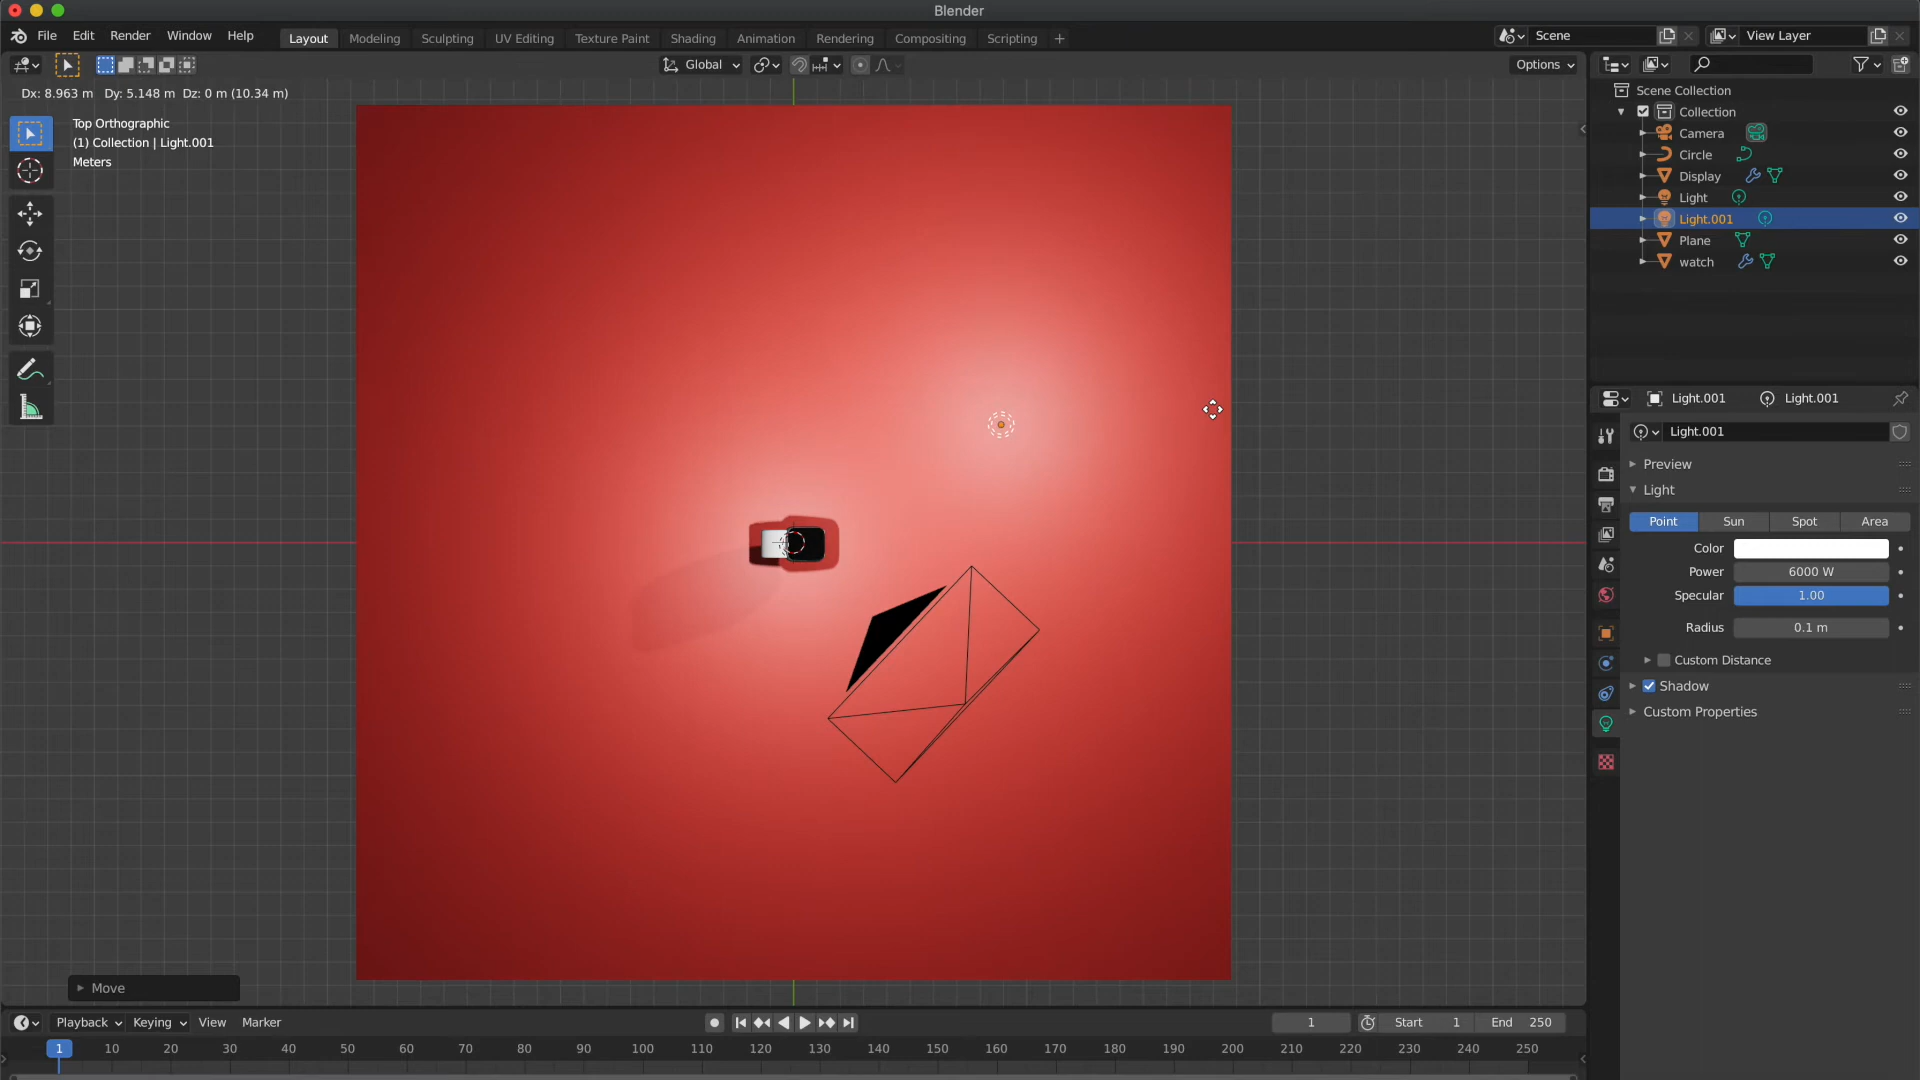 Blender
File Edit Render Window Help Layout Modeling Sculpting UV Editing Texture Paint Shading Animation Rendering Compositing Scripting + Scene View Layer
Global Options
Dx: 8.963 m Dy: 5.148 m Dz: 0 m (10.34 m)
Top Orthographic
(1) Collection | Light.001
Meters
Scene Collection
Collection
Camera
Circle
Display
Light
Light.001
Plane
watch
Light.001 Light.001
Light.001
Preview
Light
Point Sun Spot Area
Color
Power 6000 W
Specular 1.00
Radius 0.1 m
Custom Distance
Shadow
Custom Properties
Move
Playback Keying View Marker 1 Start 1 End 250
1 10 20 30 40 50 60 70 80 90 100 110 120 130 140 150 160 170 180 190 200 210 220 230 240 250